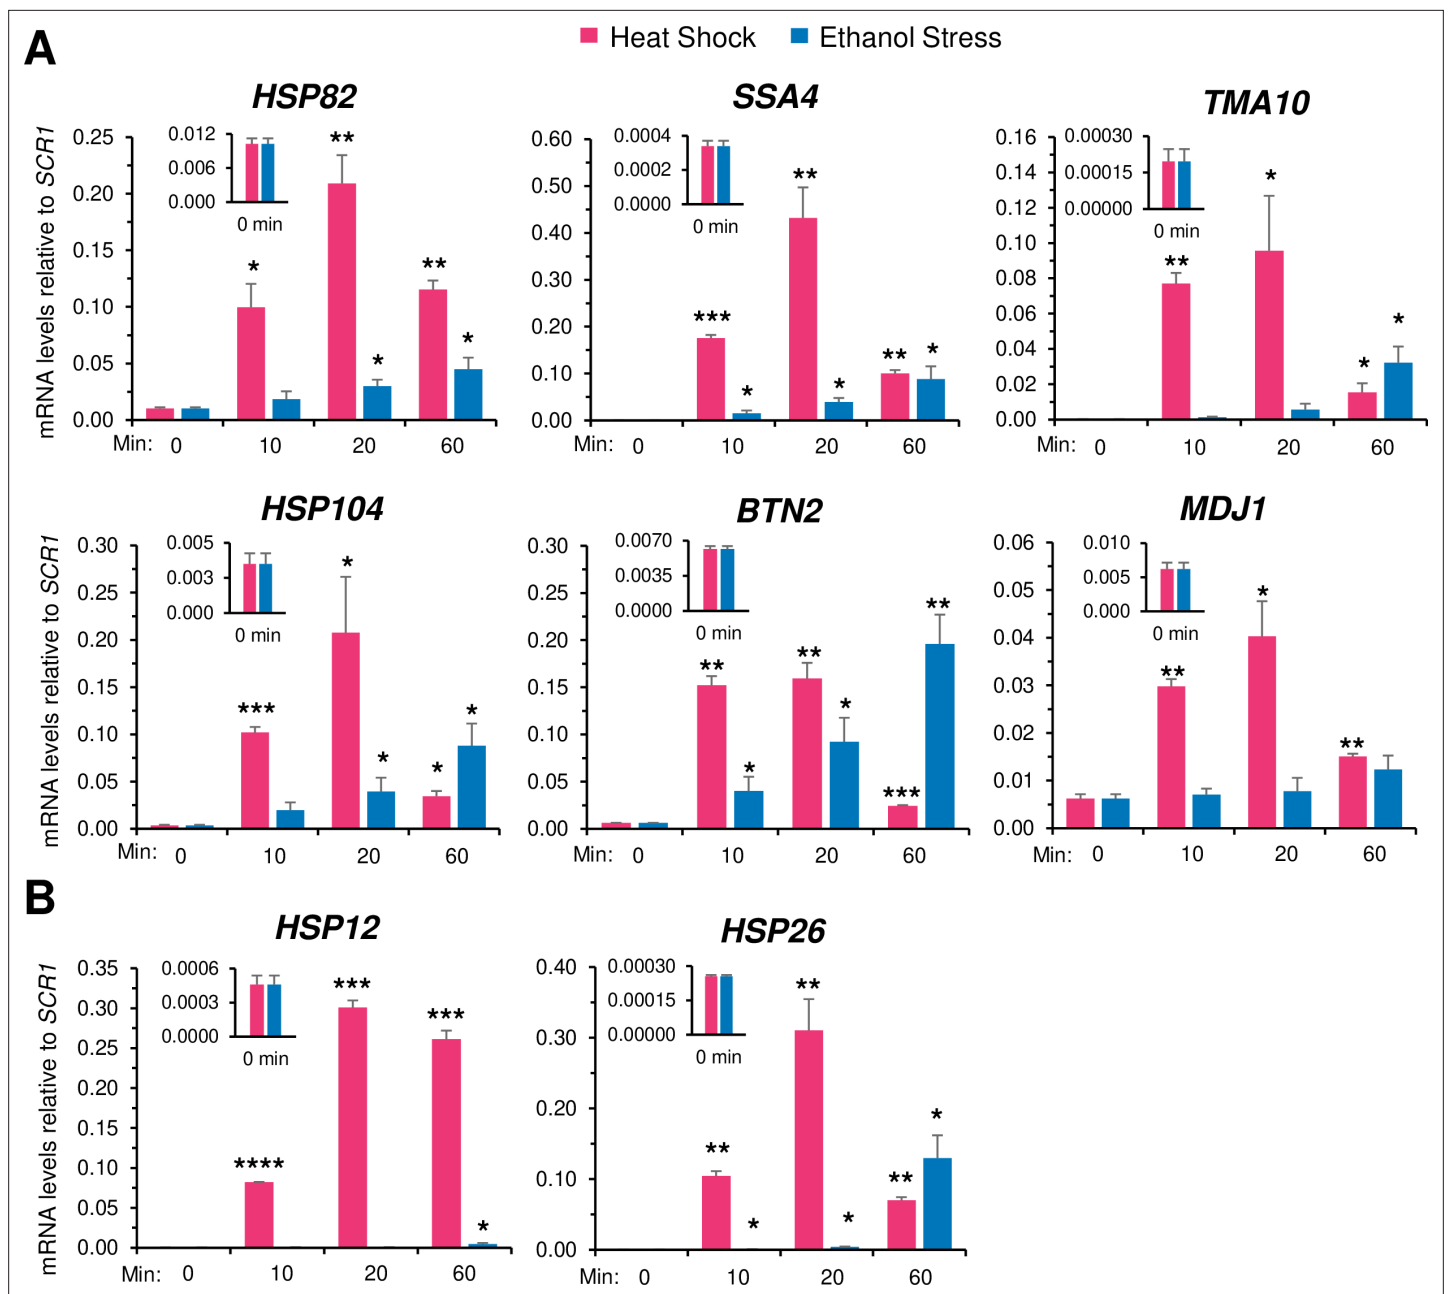 A
Heat Shock Ethanol Stress
HSP82
mRNA levels relative to SCR1
0.25
0.20
0.15
0.10
0.05
0.00
0.012
0.006
0.000
0 min
* ** * ** *
Min: 0 10 20 60
SSA4
0.60
0.50
0.40
0.30
0.20
0.10
0.00
0.0004
0.0002
0.0000
0 min
*** * ** * ** *
Min: 0 10 20 60
TMA10
0.16
0.14
0.12
0.10
0.08
0.06
0.04
0.02
0.00
0.00030
0.00015
0.00000
0 min
** * * *
Min: 0 10 20 60
HSP104
mRNA levels relative to SCR1
0.30
0.25
0.20
0.15
0.10
0.05
0.00
0.005
0.003
0.000
0 min
*** * * * *
Min: 0 10 20 60
BTN2
0.30
0.25
0.20
0.15
0.10
0.05
0.00
0.0070
0.0035
0.0000
0 min
** * ** * *** **
Min: 0 10 20 60
MDJ1
0.06
0.05
0.04
0.03
0.02
0.01
0.00
0.010
0.005
0.000
0 min
** * **
Min: 0 10 20 60
B
HSP12
mRNA levels relative to SCR1
0.35
0.30
0.25
0.20
0.15
0.10
0.05
0.00
0.0006
0.0003
0.0000
0 min
**** *** *** *
Min: 0 10 20 60
HSP26
0.40
0.30
0.20
0.10
0.00
0.00030
0.00015
0.00000
0 min
** * ** * ** *
Min: 0 10 20 60